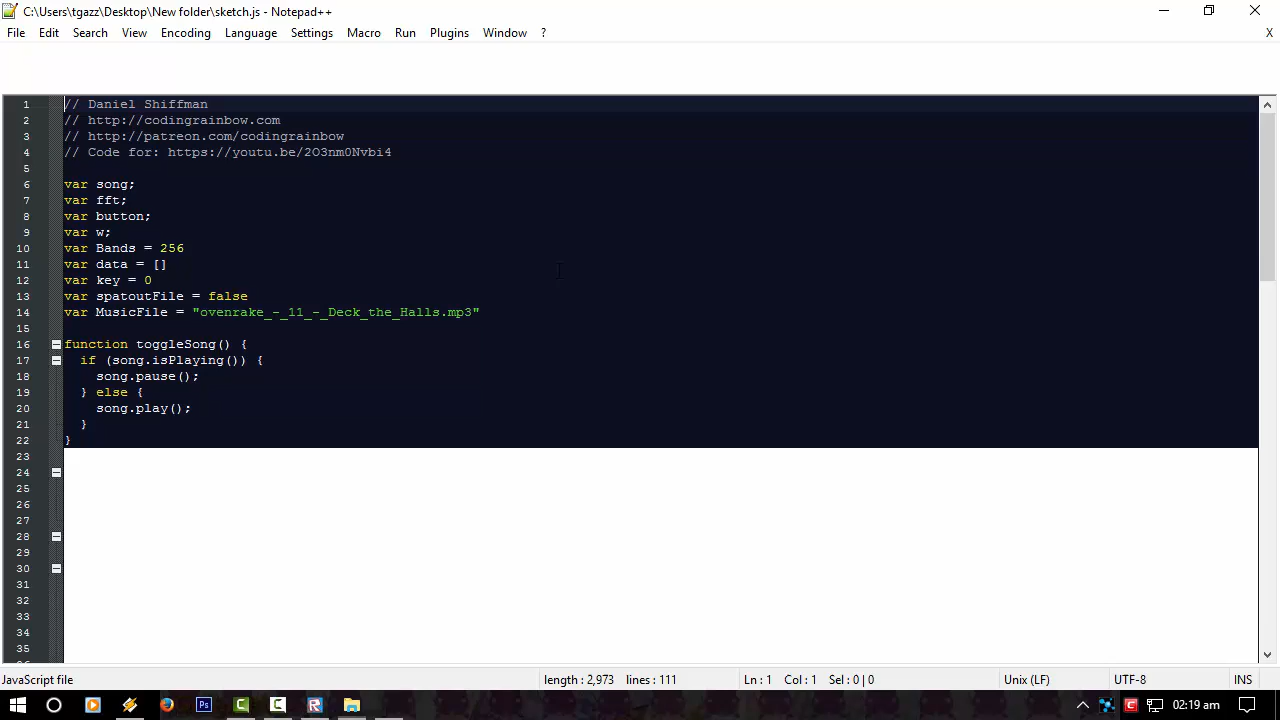 C:\Users\tgazz\Desktop\New folder\sketch.js - Notepad++
File Edit Search View Encoding Language Settings Macro Run Plugins Window ? X
1 // Daniel Shiffman
2 // http://codingrainbow.com
3 // http://patreon.com/codingrainbow
4 // Code for: https://youtu.be/2O3nm0Nvbi4
5
6 var song;
7 var fft;
8 var button;
9 var w;
10 var Bands = 256
11 var data = []
12 var key = 0
13 var spatoutFile = false
14 var MusicFile = "ovenrake_-_11_-_Deck_the_Halls.mp3"
15
16 function toggleSong() {
17 if (song.isPlaying()) {
18 song.pause();
19 } else {
20 song.play();
21 }
22 }
23
24
25
26
27
28
29
30
31
32
33
34
35
JavaScript file length : 2,973 lines : 111 Ln : 1 Col : 1 Sel : 0 | 0 Unix (LF) UTF-8 INS
Ps C C R C 02:19 am